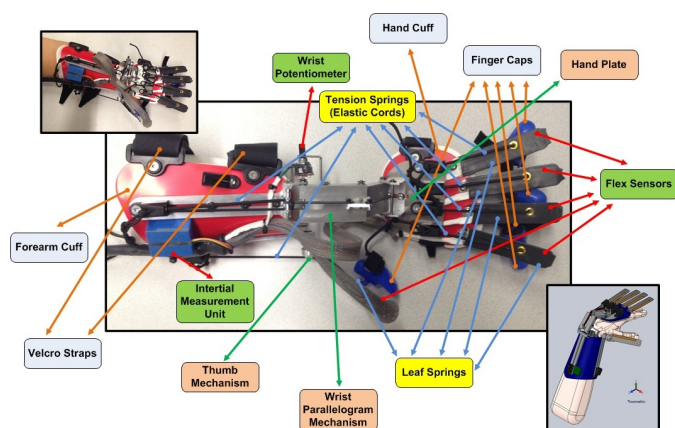 Hand Cuff
Finger Caps
Hand Plate
Wrist
Potentiometer
Tension Springs
(Elastic Cords)
Flex Sensors
Forearm Cuff
Inertial
Measurement
Unit
Velcro Straps
Thumb
Mechanism
Wrist
Parallelogram
Mechanism
Leaf Springs